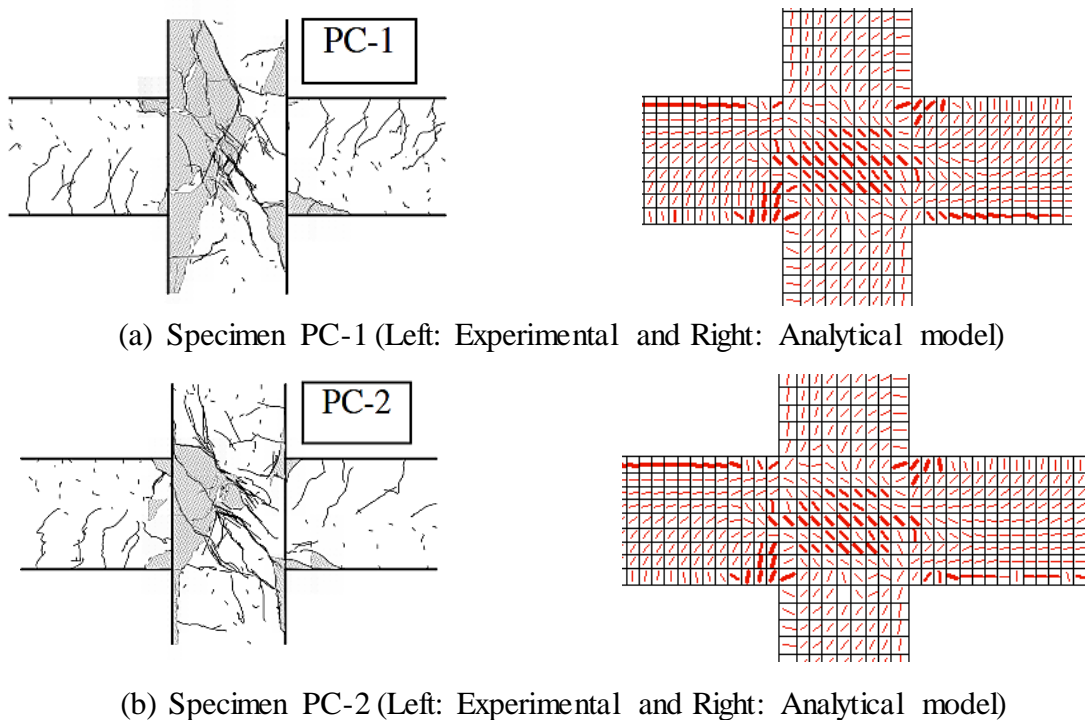 PC-1
(a) Specimen PC-1 (Left: Experimental and Right: Analytical model)
PC-2
(b) Specimen PC-2 (Left: Experimental and Right: Analytical model)